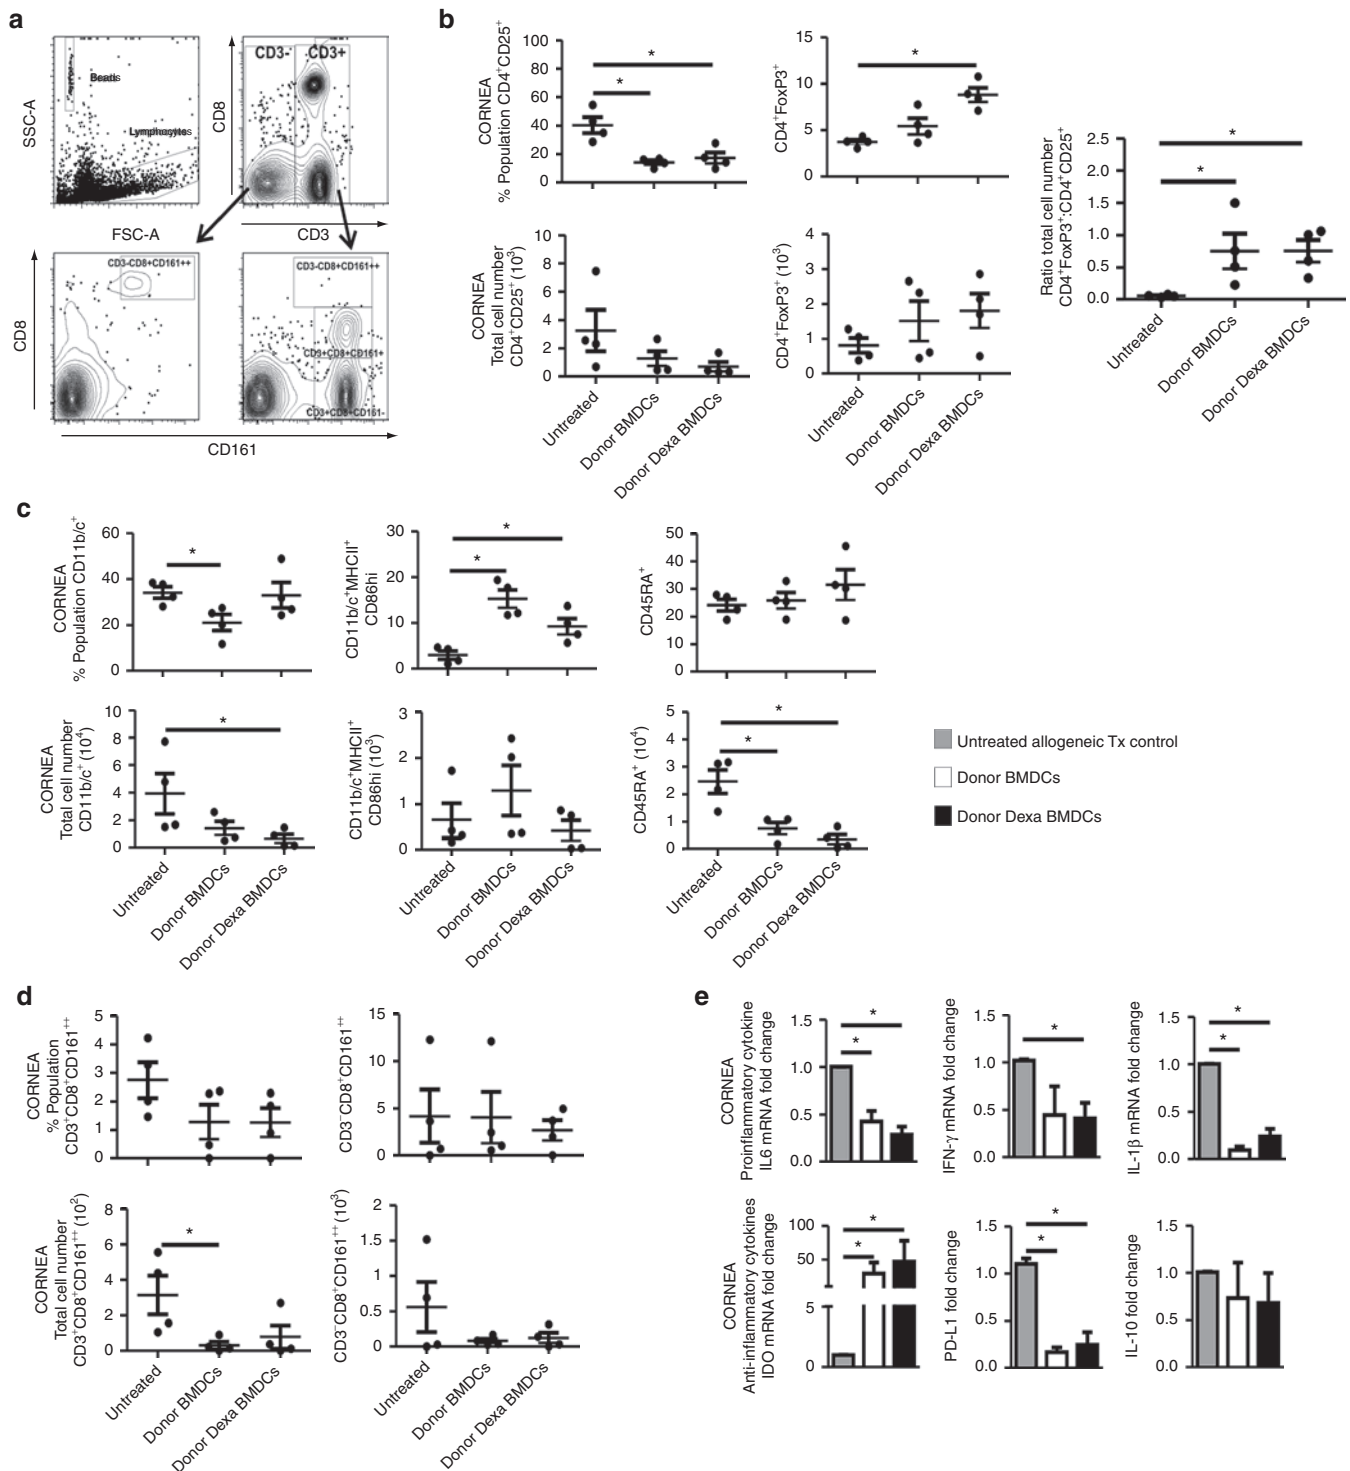 a
SSC-A
Beads
Lymphocytes
FSC-A
CD8
CD3-
CD3+
CD3
CD8
CD3-CD8+CD161++
CD3-CD8+CD161++
CD3+CD8+CD161+
CD3+CD8+CD161-
CD161
b
CORNEA
% Population CD4+CD25+
100
80
60
40
20
0
*
*
CD4+FoxP3+
15
10
5
0
*
CORNEA
Total cell number
CD4+CD25+ (10³)
10
8
6
4
2
0
Untreated
Donor BMDCs
Donor Dexa BMDCs
CD4+FoxP3+ (10³)
4
3
2
1
0
Untreated
Donor BMDCs
Donor Dexa BMDCs
Ratio total cell number
CD4+FoxP3+:CD4+CD25+
2.5
2.0
1.5
1.0
0.5
0.0
*
*
Untreated
Donor BMDCs
Donor Dexa BMDCs
c
CORNEA
% Population CD11b/c+
60
40
20
0
*
CD11b/c+MHCII+
CD86hi
30
20
10
0
*
*
CD45RA+
50
40
30
20
10
0
CORNEA
Total cell number
CD11b/c+ (10⁴)
10
8
6
4
2
0
*
Untreated
Donor BMDCs
Donor Dexa BMDCs
CD11b/c+MHCII+
CD86hi (10³)
3
2
1
0
Untreated
Donor BMDCs
Donor Dexa BMDCs
CD45RA+ (10⁴)
5
4
3
2
1
0
*
*
Untreated
Donor BMDCs
Donor Dexa BMDCs
Untreated allogeneic Tx control
Donor BMDCs
Donor Dexa BMDCs
d
CORNEA
% Population
CD3+CD8+CD161++
5
4
3
2
1
0
CD3-CD8+CD161++
15
10
5
0
CORNEA
Total cell number
CD3+CD8+CD161++ (10²)
8
6
4
2
0
*
Untreated
Donor BMDCs
Donor Dexa BMDCs
CD3-CD8+CD161++ (10³)
2
1.5
1
0.5
0
Untreated
Donor BMDCs
Donor Dexa BMDCs
e
CORNEA
Proinflammatory cytokine
IL6 mRNA fold change
1.5
1.0
0.5
0.0
*
*
IFN-γ mRNA fold change
1.5
1.0
0.5
0.0
*
IL-1β mRNA fold change
1.5
1.0
0.5
0.0
*
*
CORNEA
Anti-inflammatory cytokines
IDO mRNA fold change
100
50
5
0
*
*
PD-L1 fold change
1.5
1.0
0.5
0.0
*
*
IL-10 fold change
1.5
1.0
0.5
0.0